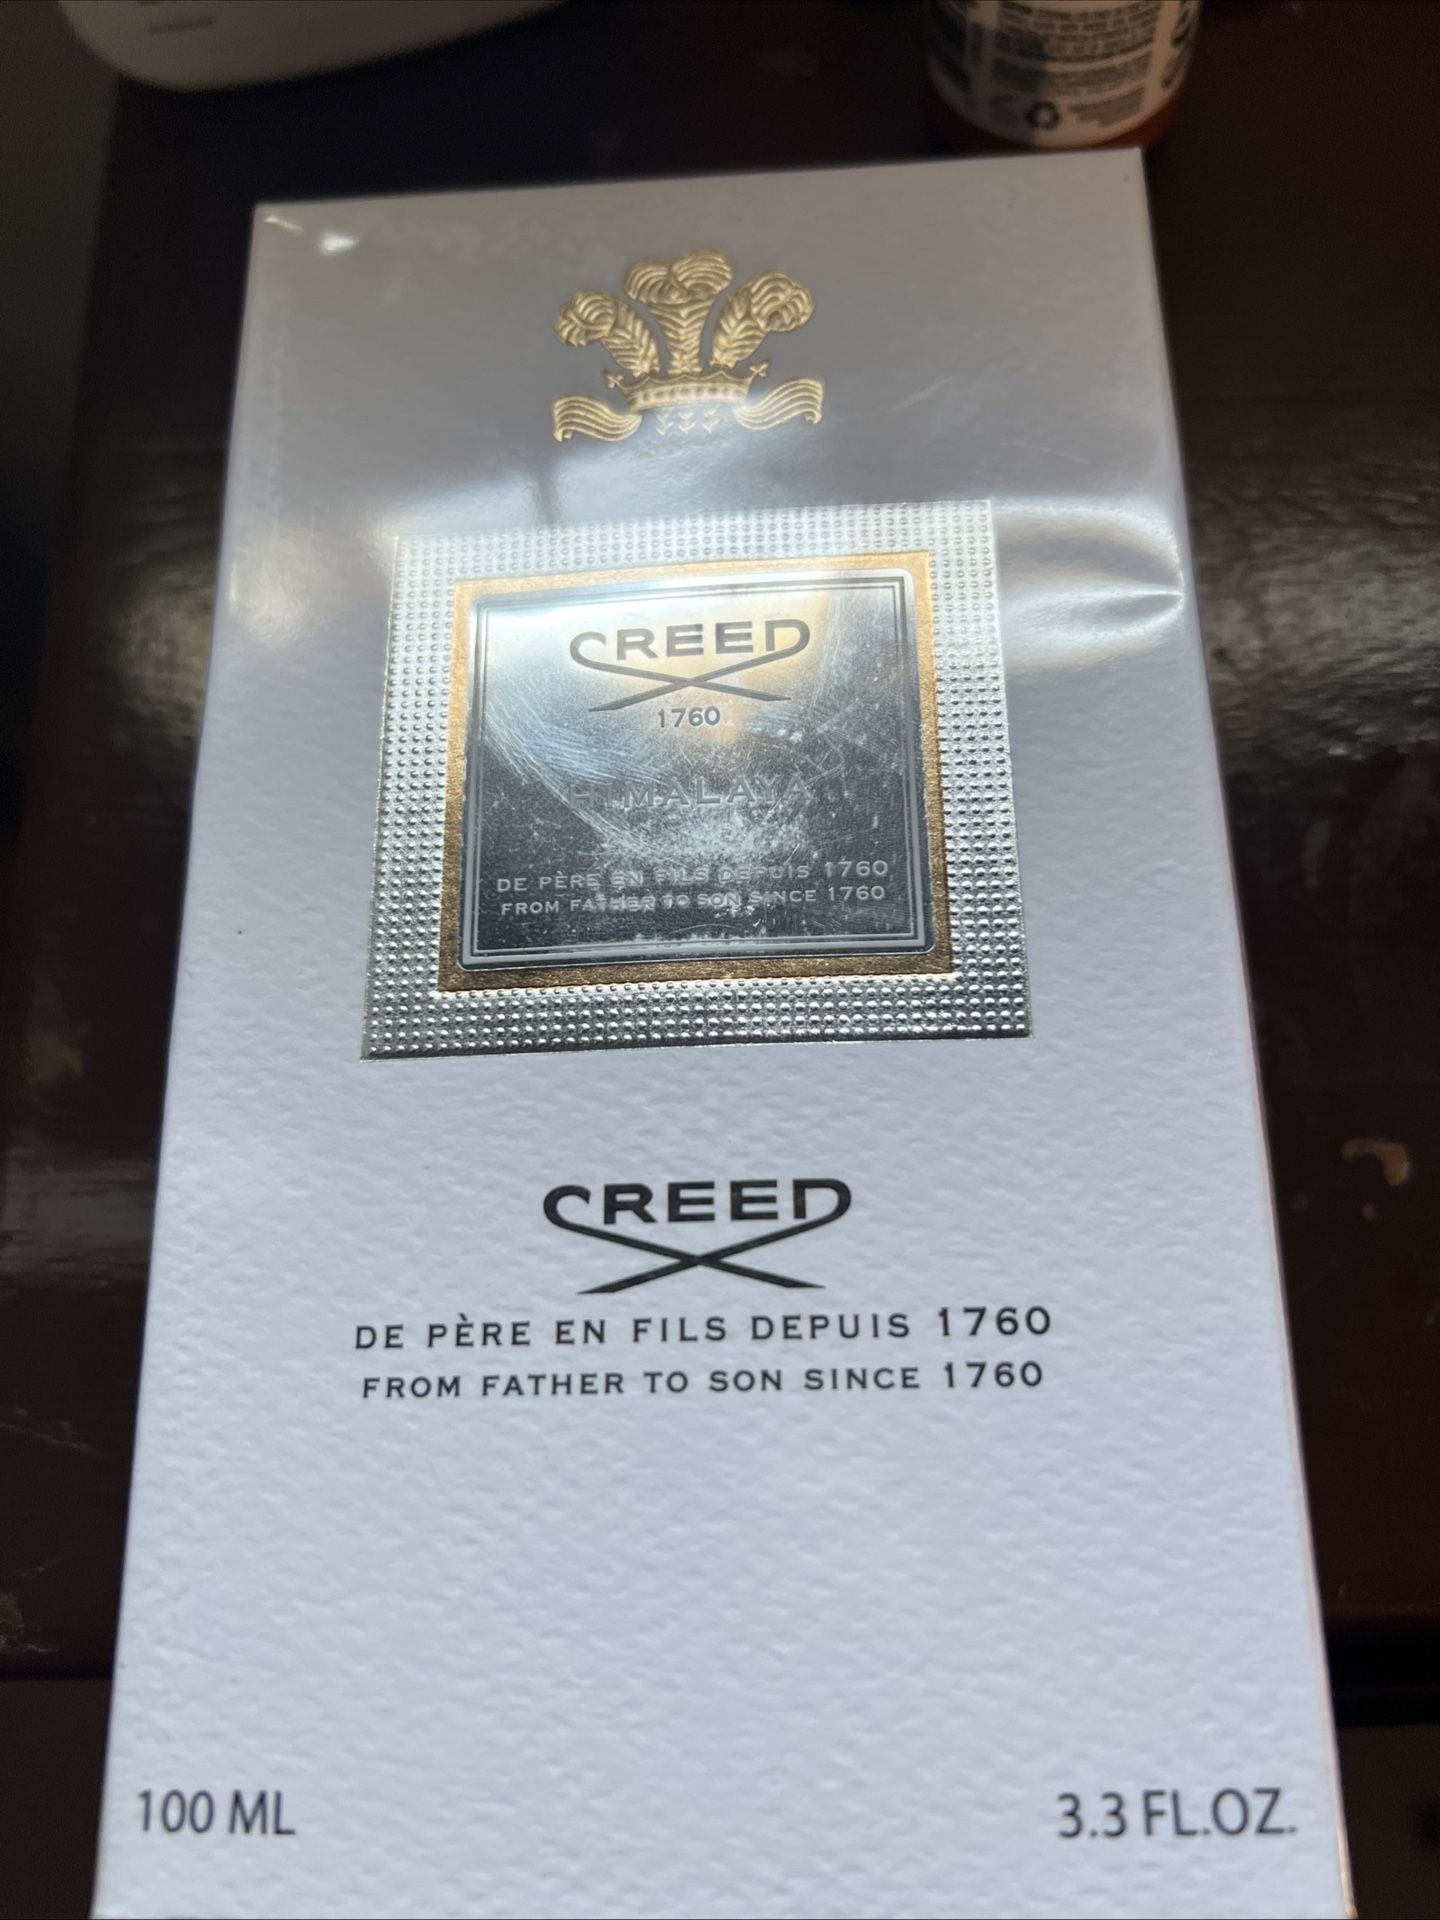 CREED
1760
HIMALAYA
DE PÈRE EN FILS DEPUIS 1760
FROM FATHER TO SON SINCE 1760
CREED
DE PÈRE EN FILS DEPUIS 1760
FROM FATHER TO SON SINCE 1760
100 ML
3.3 FL.OZ.